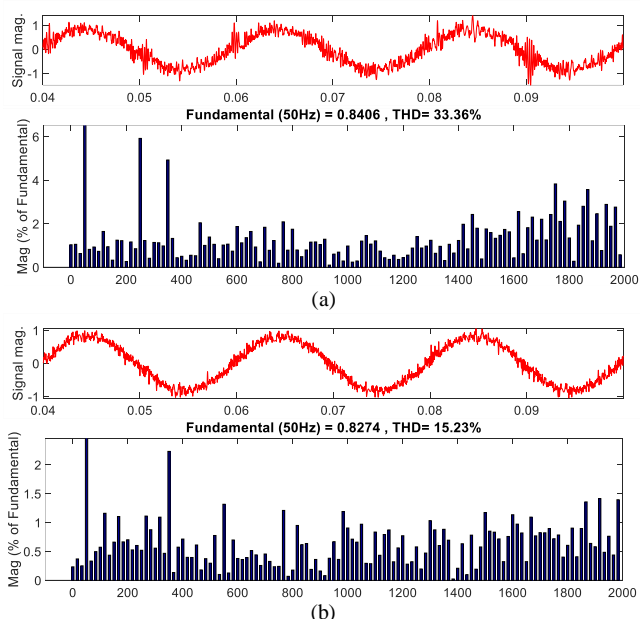 Signal mag.
1
0
-1
0.04 0.05 0.06 0.07 0.08 0.09
Fundamental (50Hz) = 0.8406 , THD= 33.36%
Mag (% of Fundamental)
6
4
2
0
0 200 400 600 800 1000 1200 1400 1600 1800 2000
(a)
Signal mag.
1
0
-1
0.04 0.05 0.06 0.07 0.08 0.09
Fundamental (50Hz) = 0.8274 , THD= 15.23%
Mag (% of Fundamental)
2
1.5
1
0.5
0
0 200 400 600 800 1000 1200 1400 1600 1800 2000
(b)